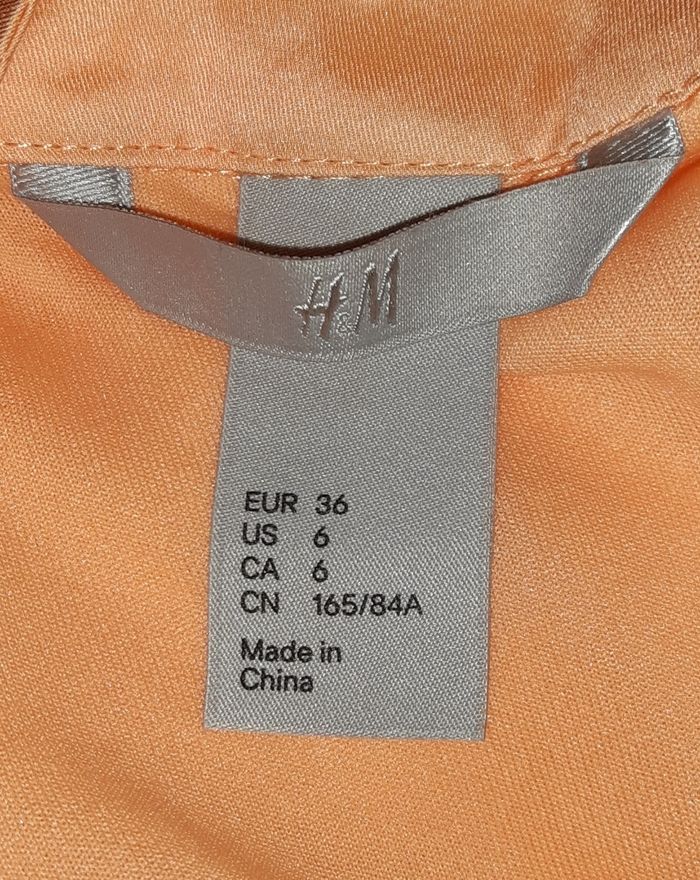 H&M
EUR 36
US 6
CA 6
CN 165/84A
Made in
China